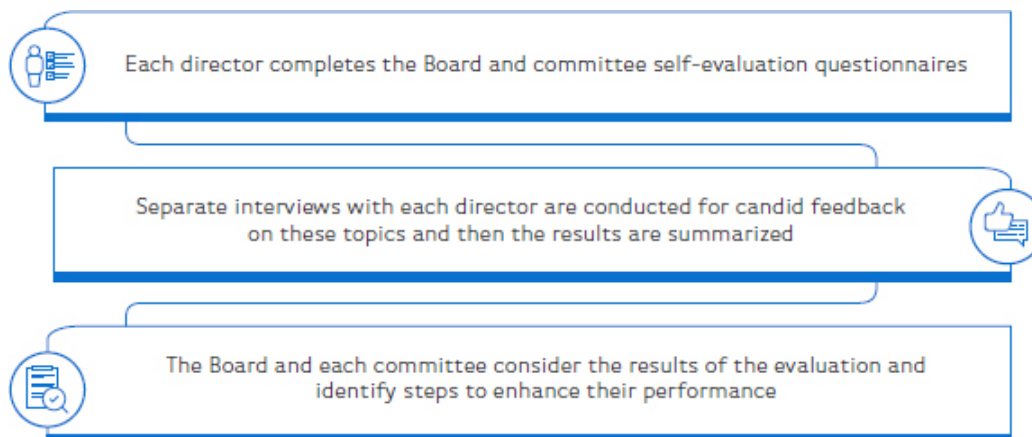 Each director completes the Board and committee self-evaluation questionnaires
Separate interviews with each director are conducted for candid feedback
on these topics and then the results are summarized
The Board and each committee consider the results of the evaluation and
identify steps to enhance their performance